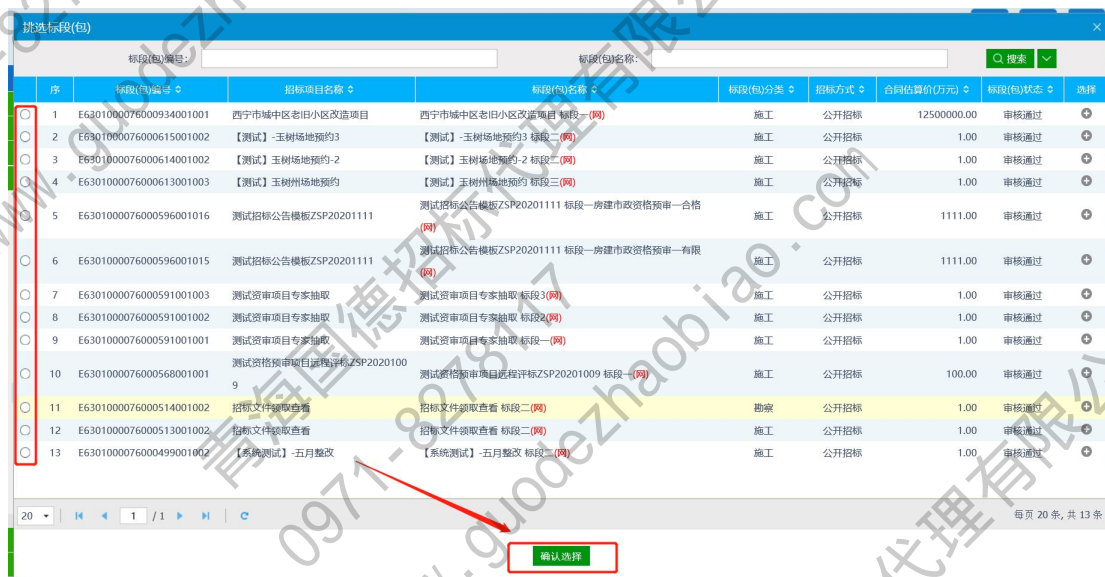 挑选标段(包)
×
标段(包)编号:
标段(包)名称:
搜索
序 标段(包)编号 招标项目名称 标段(包)名称 标段(包)分类 招标方式 合同估算价(万元) 标段(包)状态 选择
1 E6301000076000934001001 西宁市城中区老旧小区改造项目 西宁市城中区老旧小区改造项目 标段一(网) 施工 公开招标 12500000.00 审核通过
2 E6301000076000615001002 【测试】-玉树场地预约3 【测试】-玉树场地预约3 标段二(网) 施工 公开招标 1.00 审核通过
3 E6301000076000614001002 【测试】玉树场地预约-2 【测试】玉树场地预约-2 标段二(网) 施工 公开招标 1.00 审核通过
4 E6301000076000613001003 【测试】玉树州场地预约 【测试】玉树州场地预约 标段三(网) 施工 公开招标 1.00 审核通过
5 E6301000076000596001016 测试招标公告模板ZSP20201111 测试招标公告模板ZSP20201111 标段一房建市政资格预审一合格
(网) 施工 公开招标 1111.00 审核通过
6 E6301000076000596001015 测试招标公告模板ZSP20201111 测试招标公告模板ZSP20201111 标段一房建市政资格预审一有限
(网) 施工 公开招标 1111.00 审核通过
7 E6301000076000591001003 测试资审项目专家抽取 测试资审项目专家抽取 标段3(网) 施工 公开招标 1.00 审核通过
8 E6301000076000591001002 测试资审项目专家抽取 测试资审项目专家抽取 标段2(网) 施工 公开招标 1.00 审核通过
9 E6301000076000591001001 测试资审项目专家抽取 测试资审项目专家抽取 标段一(网) 施工 公开招标 1.00 审核通过
10 E6301000076000568001001 测试资格预审项目远程评标ZSP2020100
9 测试资格预审项目远程评标ZSP20201009 标段一(网) 施工 公开招标 100.00 审核通过
11 E6301000076000514001002 招标文件领取查看 招标文件领取查看 标段二(网) 勘察 公开招标 1.00 审核通过
12 E6301000076000513001002 招标文件领取查看 招标文件领取查看 标段二(网) 施工 公开招标 1.00 审核通过
13 E6301000076000499001002 【系统测试】-五月整改 【系统测试】-五月整改 标段二(网) 施工 公开招标 1.00 审核通过
20 1 / 1 每页 20 条, 共 13 条
确认选择
青海国德招标代理有限公司
0971-8278117
www.guodezhaobiao.com